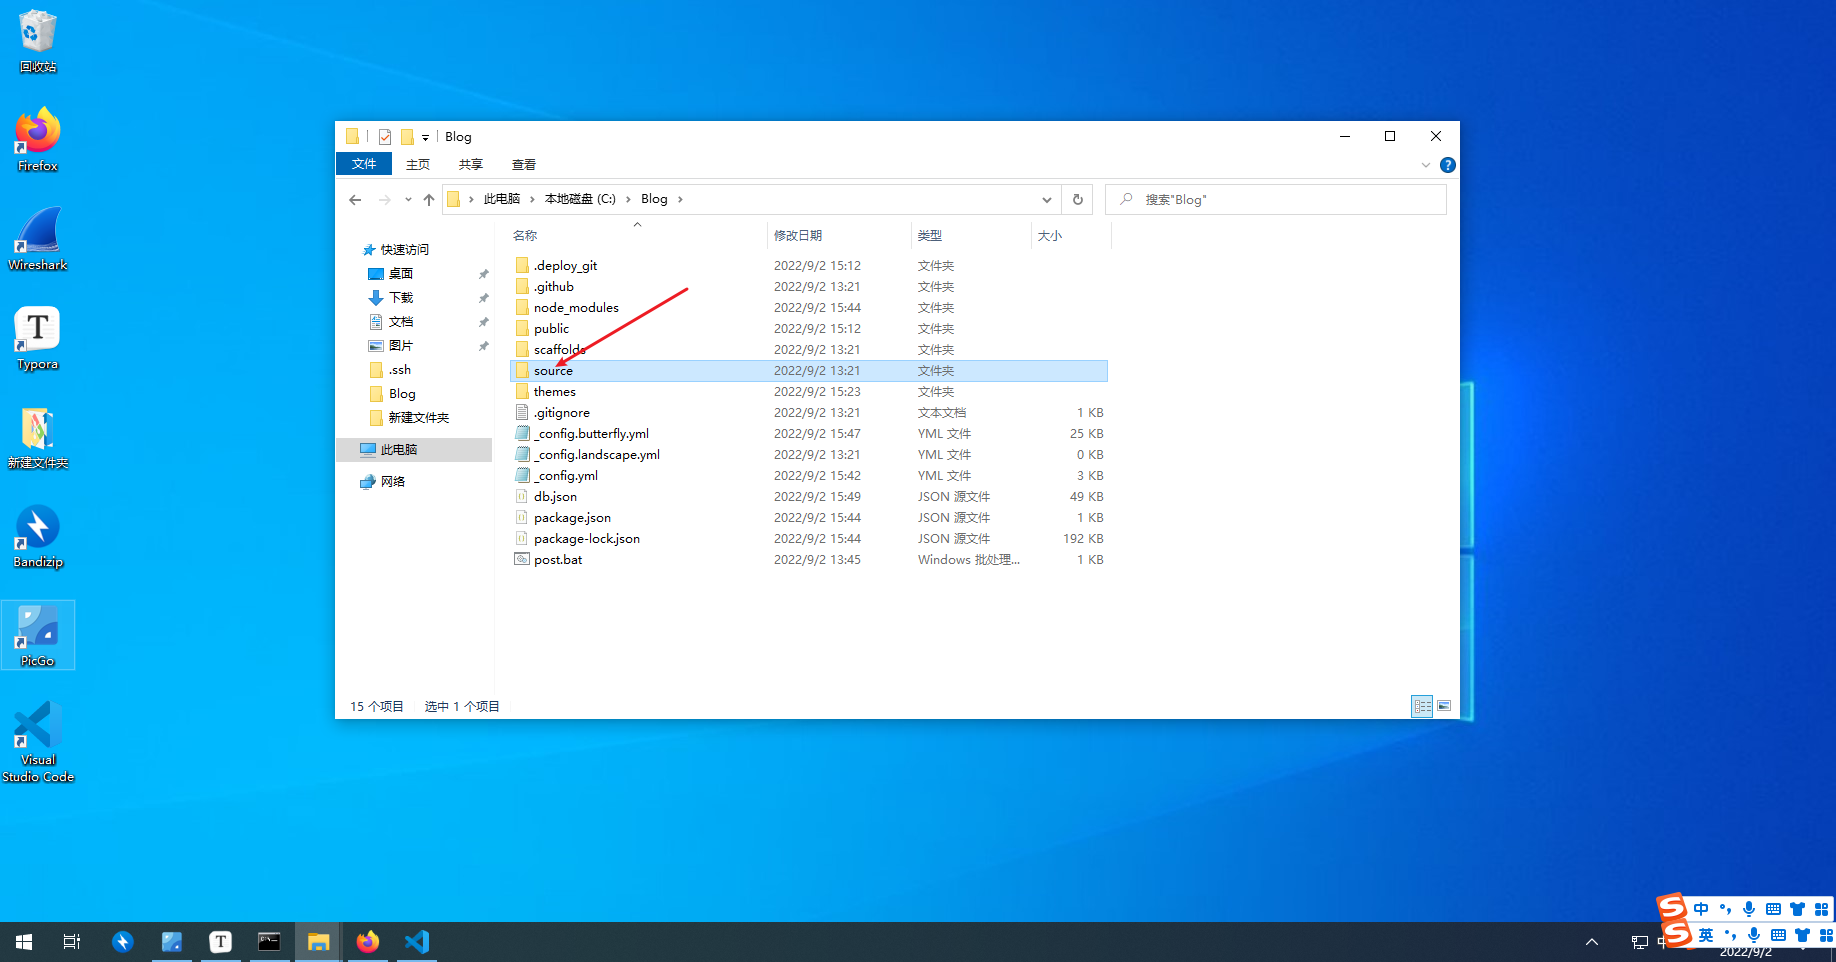 回收站
Firefox
Wireshark
Typora
新建文件夹
Bandizip
PicGo
Visual
Studio Code
Blog
文件 主页 共享 查看
此电脑 本地磁盘 (C:) Blog
搜索"Blog"
快速访问
桌面
下载
文档
图片
.ssh
Blog
新建文件夹
此电脑
网络
名称 修改日期 类型 大小
.deploy_git 2022/9/2 15:12 文件夹
.github 2022/9/2 13:21 文件夹
node_modules 2022/9/2 15:44 文件夹
public 2022/9/2 15:12 文件夹
scaffolds 2022/9/2 13:21 文件夹
source 2022/9/2 13:21 文件夹
themes 2022/9/2 15:23 文件夹
.gitignore 2022/9/2 13:21 文本文档 1 KB
_config.butterfly.yml 2022/9/2 15:47 YML 文件 25 KB
_config.landscape.yml 2022/9/2 13:21 YML 文件 0 KB
_config.yml 2022/9/2 15:42 YML 文件 3 KB
db.json 2022/9/2 15:49 JSON 源文件 49 KB
package.json 2022/9/2 15:44 JSON 源文件 1 KB
package-lock.json 2022/9/2 15:44 JSON 源文件 192 KB
post.bat 2022/9/2 13:45 Windows 批处理... 1 KB
15 个项目 选中 1 个项目
中
英
2022/9/2